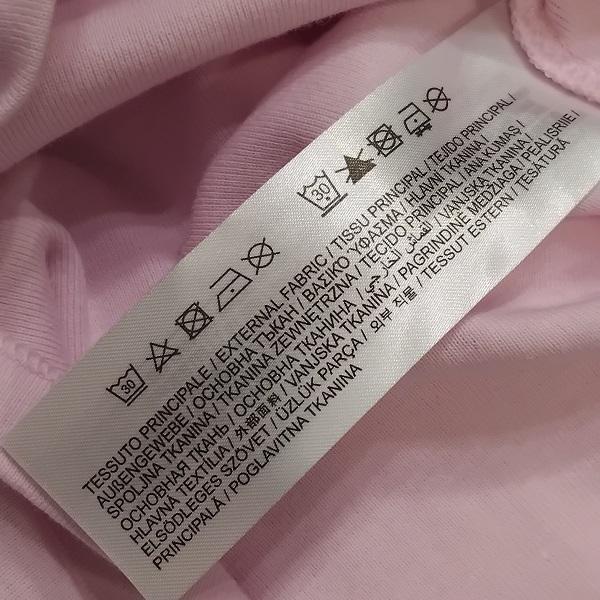 30
30
TESSUTO PRINCIPALE / EXTERNAL FABRIC / TISSU PRINCIPAL / TEJIDO PRINCIPAL /
AUßENGEWEBE / ОСНОВНА ТЪКАН / ΒΑΣΙΚΟ ΥΦΑΣΜΑ / HLAVNÍ TKANINA / ANA KUMAŞ /
SPOLJNA TKANINA / TKANINA ZEWNĘTRZNA / TECIDO PRINCIPAL / VANJSKA TKANINA /
ОСНОВНАЯ ТКАНЬ / ОСНОВНА ТКАНИНА / القماش الخارجي / PAGRINDINĖ MEDŽIAGA / PEALISRIIE /
HLAVNÁ TEXTÍLIA / 外部面料 / VANJSKA TKANINA / TESSUT ESTERN / TESĂTURĂ
ELSŐDLEGES SZÖVET / ÜZLÜK PARÇA / 외부 직물 /
PRINCIPALĂ / POGLAVITNA TKANINA